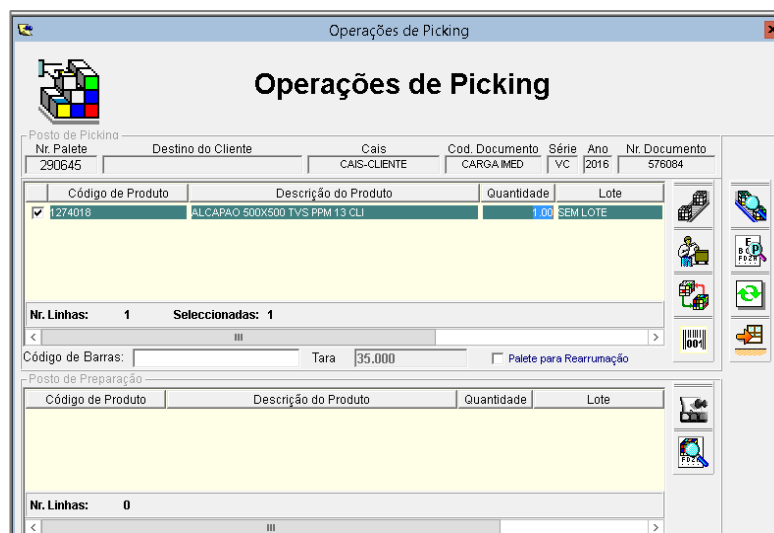 Operações de Picking
Operações de Picking
Posto de Picking
Nr. Palete Destino do Cliente Cais Cod. Documento Série Ano Nr. Documento
290645 CAIS-CLIENTE CARGA IMED VC 2016 576084
Código de Produto Descrição do Produto Quantidade Lote
1274018 ALCAPAO 500X500 TVS PPM 13 CLI 1.00 SEM LOTE
Nr. Linhas: 1 Seleccionadas: 1
Código de Barras: Tara 35.000 Palete para Rearrumação
Posto de Preparação
Código de Produto Descrição do Produto Quantidade Lote
Nr. Linhas: 0